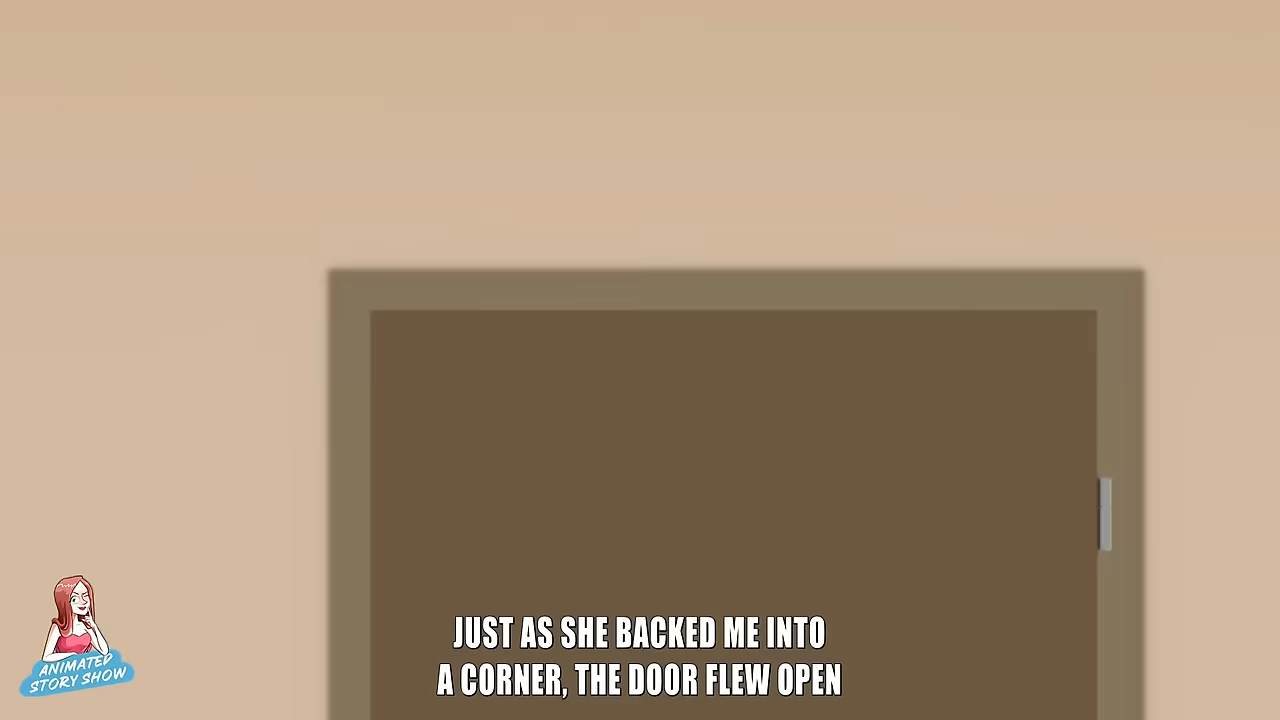 JUST AS SHE BACKED ME INTO
A CORNER, THE DOOR FLEW OPEN
ANIMATED
STORY SHOW